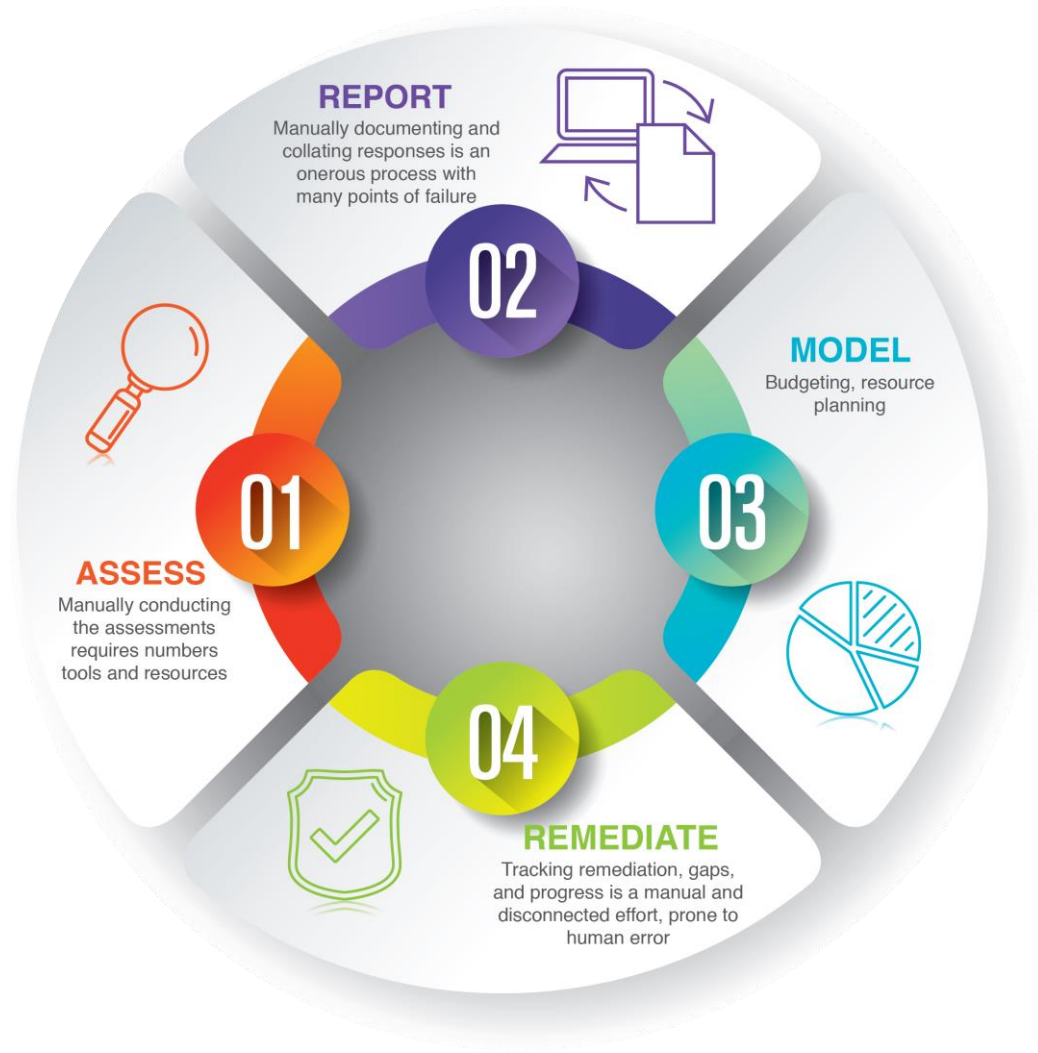 01
ASSESS
Manually conducting
the assessments
requires numbers
tools and resources
REPORT
Manually documenting and
collating responses is an
onerous process with
many points of failure
02
MODEL
Budgeting, resource
planning
03
04
REMEDIATE
Tracking remediation, gaps,
and progress is a manual and
disconnected effort, prone to
human error